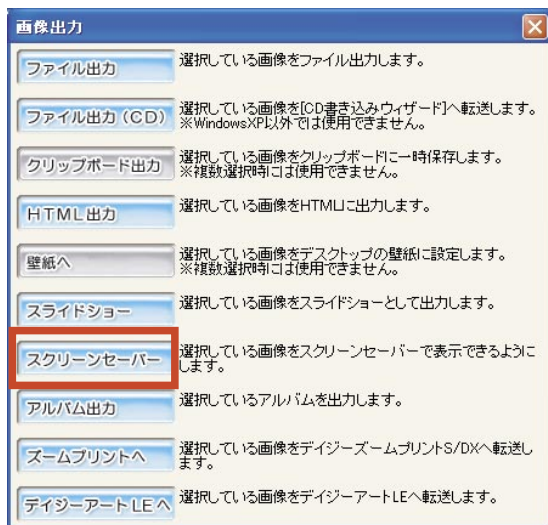 画像出力
ファイル出力
選択している画像をファイル出力します。
ファイル出力(CD)
選択している画像を[CD書き込みウィザード]へ転送します。
※WindowsXP以外では使用できません。
クリップボード出力
選択している画像をクリップボードに一時保存します。
※複数選択時には使用できません。
HTML出力
選択している画像をHTMLに出力します。
壁紙へ
選択している画像をデスクトップの壁紙に設定します。
※複数選択時には使用できません。
スライドショー
選択している画像をスライドショーとして出力します。
スクリーンセーバー
選択している画像をスクリーンセーバーで表示できるように
します。
アルバム出力
選択しているアルバムを出力します。
ズームプリントへ
選択している画像をデイジーズームプリントS/DXへ転送し
ます。
デイジーアートLEへ
選択している画像をデイジーアートLEへ転送します。